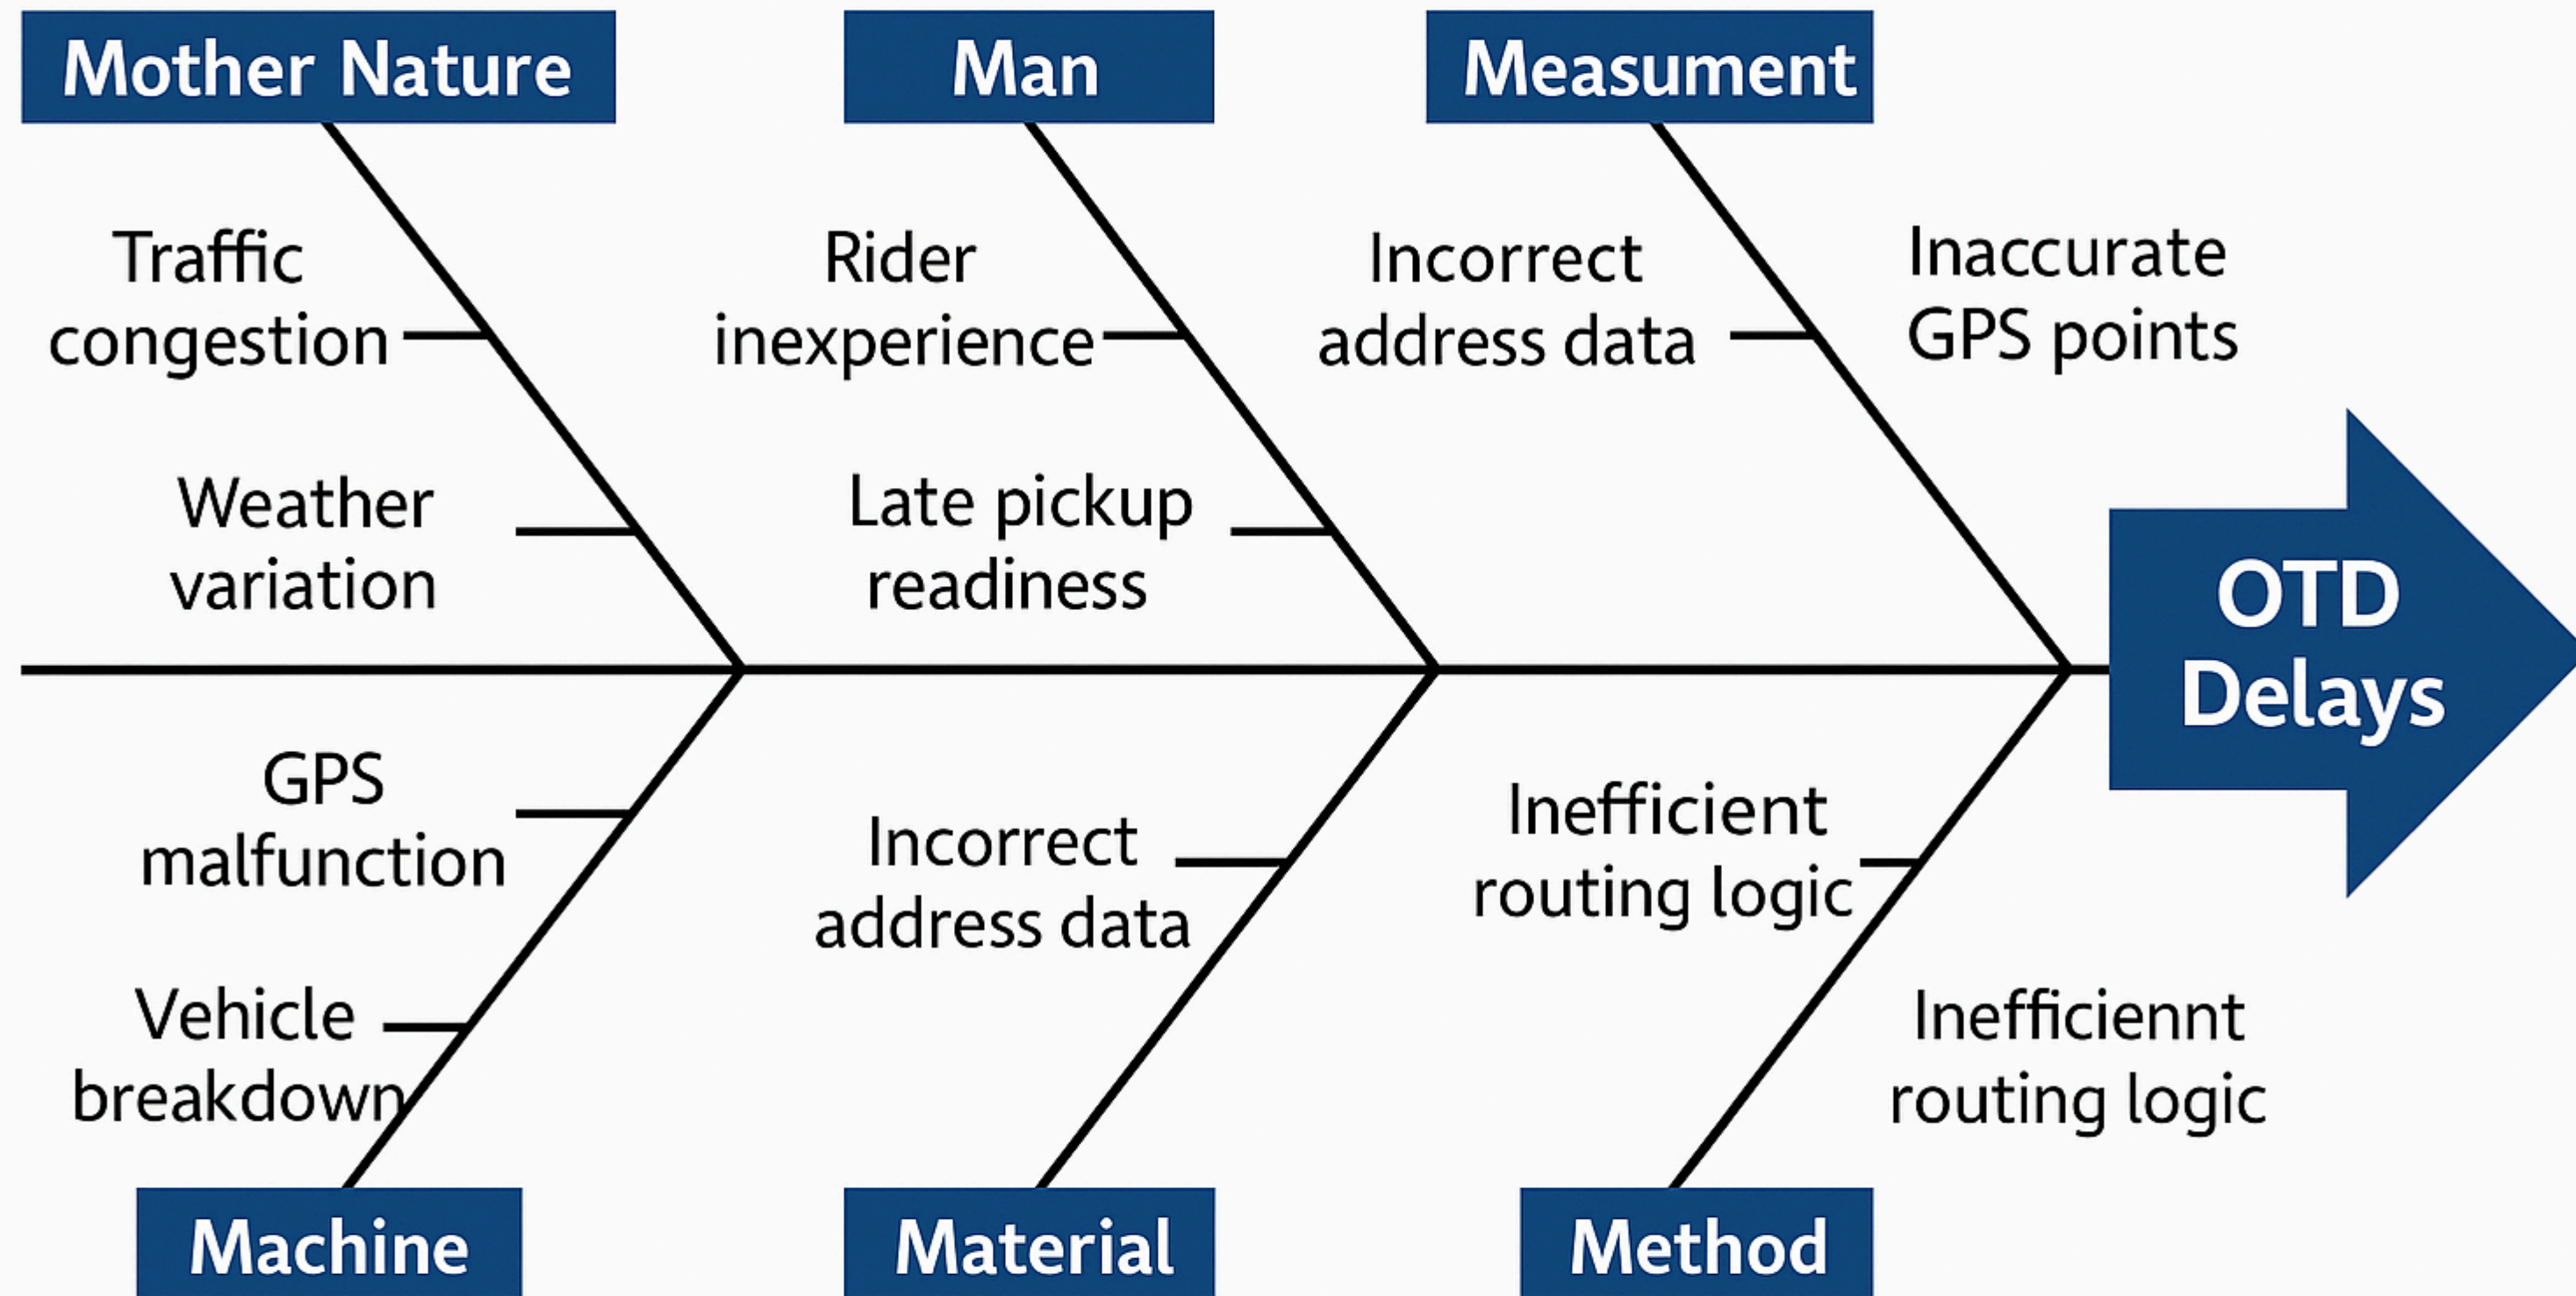 Mother Nature
Man
Measument
Traffic
congestion
Rider
inexperience
Incorrect
address data
Inaccurate
GPS points
Weather
variation
Late pickup
readiness
OTD
Delays
GPS
malfunction
Incorrect
address data
Inefficient
routing logic
Vehicle
breakdown
Inefficiennt
routing logic
Machine
Material
Method